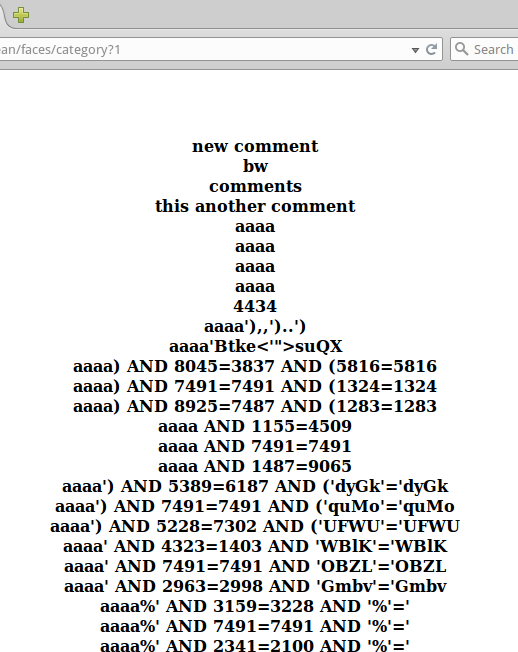 ean/faces/category?1
Search
new comment
bw
comments
this another comment
aaaa
aaaa
aaaa
aaaa
4434
aaaa'),,')..')
aaaa'Btke<'">suQX
aaaa) AND 8045=3837 AND (5816=5816
aaaa) AND 7491=7491 AND (1324=1324
aaaa) AND 8925=7487 AND (1283=1283
aaaa AND 1155=4509
aaaa AND 7491=7491
aaaa AND 1487=9065
aaaa') AND 5389=6187 AND ('dyGk'='dyGk
aaaa') AND 7491=7491 AND ('quMo'='quMo
aaaa') AND 5228=7302 AND ('UFWU'='UFWU
aaaa' AND 4323=1403 AND 'WBlK'='WBlK
aaaa' AND 7491=7491 AND 'OBZL'='OBZL
aaaa' AND 2963=2998 AND 'Gmbv'='Gmbv
aaaa%' AND 3159=3228 AND '%'='
aaaa%' AND 7491=7491 AND '%'='
aaaa%' AND 2341=2100 AND '%'='